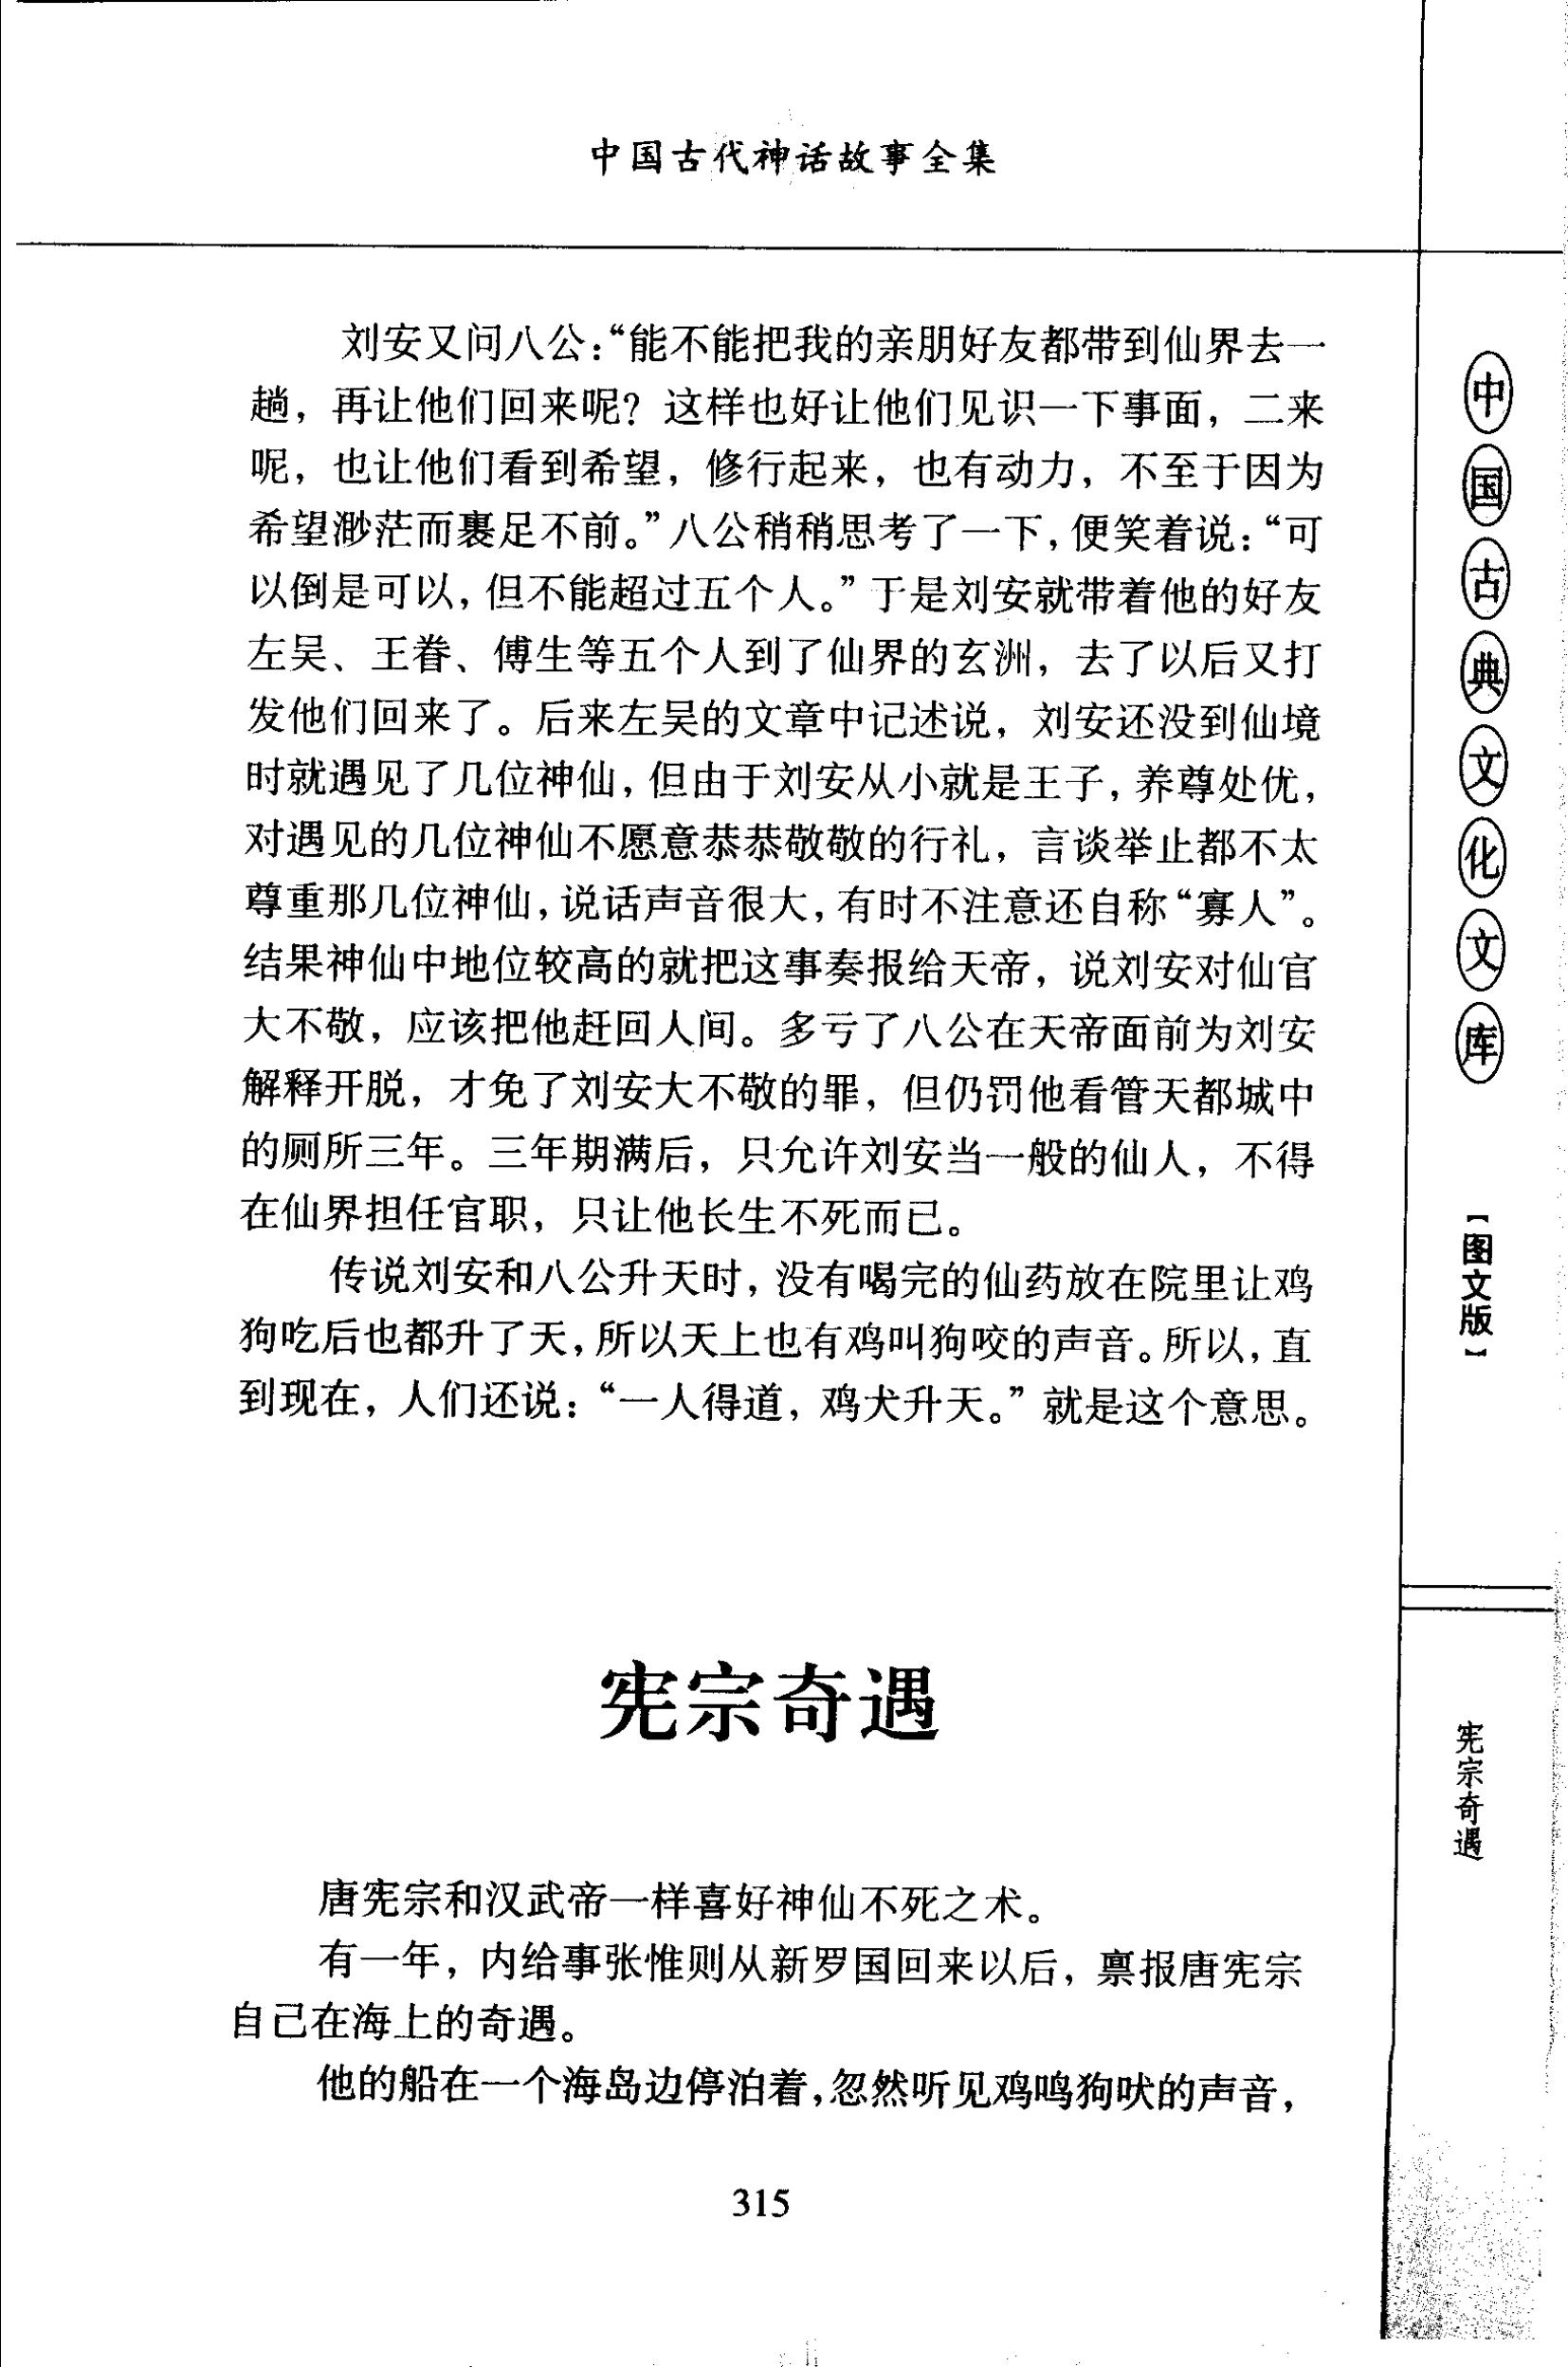 中国古代神话故事全集
刘安又问八公：“能不能把我的亲朋好友都带到仙界去一
趟，再让他们回来呢？这样也好让他们见识一下事面，二来
呢，也让他们看到希望，修行起来，也有动力，不至于因为
希望渺茫而裹足不前。”八公稍稍思考了一下，便笑着说：“可
以倒是可以，但不能超过五个人。”于是刘安就带着他的好友
左吴、王眷、傅生等五个人到了仙界的玄洲，去了以后又打
发他们回来了。后来左吴的文章中记述说，刘安还没到仙境
时就遇见了几位神仙，但由于刘安从小就是王子，养尊处优，
对遇见的几位神仙不愿意恭恭敬敬的行礼，言谈举止都不太
尊重那几位神仙，说话声音很大，有时不注意还自称“寡人”。
结果神仙中地位较高的就把这事奏报给天帝，说刘安对仙官
大不敬，应该把他赶回人间。多亏了八公在天帝面前为刘安
解释开脱，才免了刘安大不敬的罪，但仍罚他看管天都城中
的厕所三年。三年期满后，只允许刘安当一般的仙人，不得
在仙界担任官职，只让他长生不死而已。
传说刘安和八公升天时，没有喝完的仙药放在院里让鸡
狗吃后也都升了天，所以天上也有鸡叫狗咬的声音。所以，直
到现在，人们还说：“一人得道，鸡犬升天。”就是这个意思。
宪宗奇遇
唐宪宗和汉武帝一样喜好神仙不死之术。
有一年，内给事张惟则从新罗国回来以后，禀报唐宪宗
自己在海上的奇遇。
他的船在一个海岛边停泊着，忽然听见鸡鸣狗吠的声音，
315
中国古典文化文库
【图文版】
宪宗奇遇